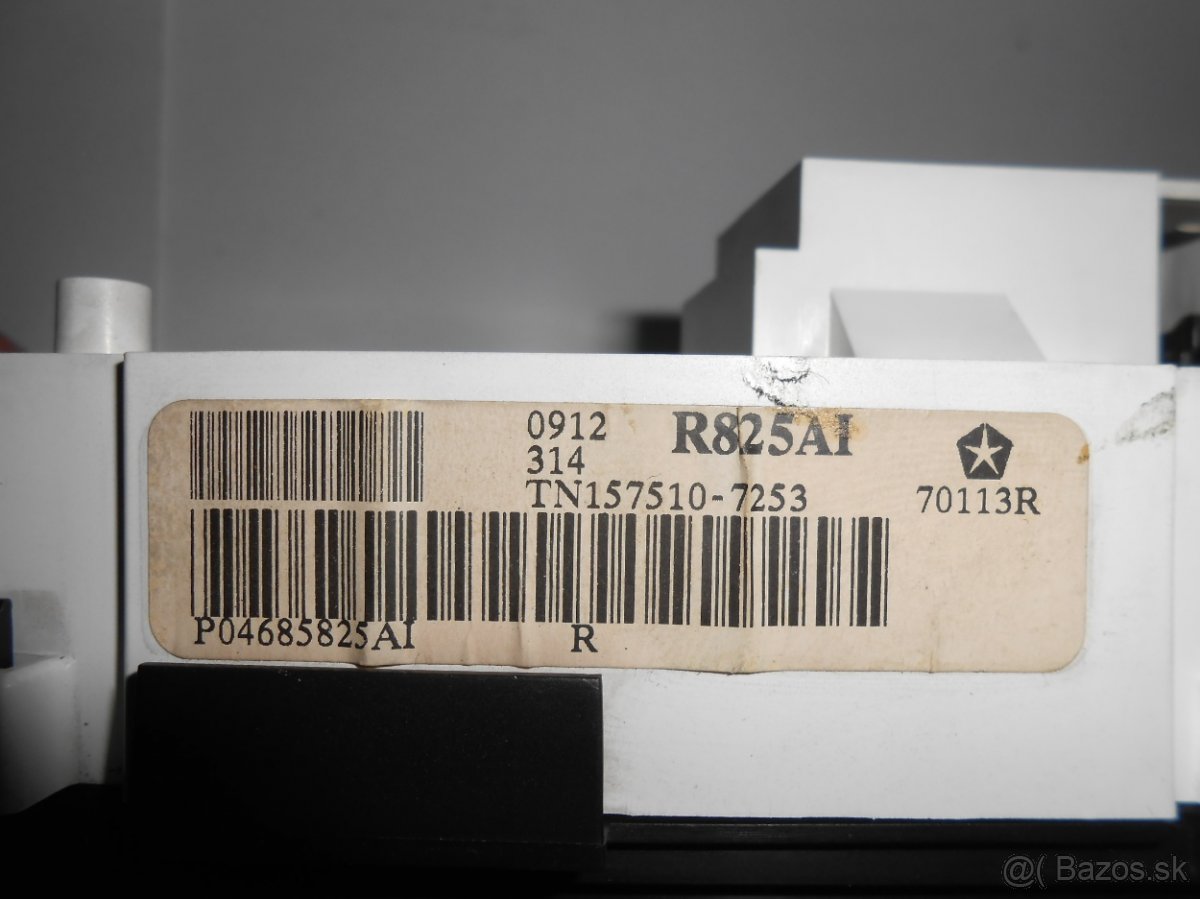 0912
R825AI
314
TN157510-7253
70113R
P04685825AI
R
@( Bazos.sk